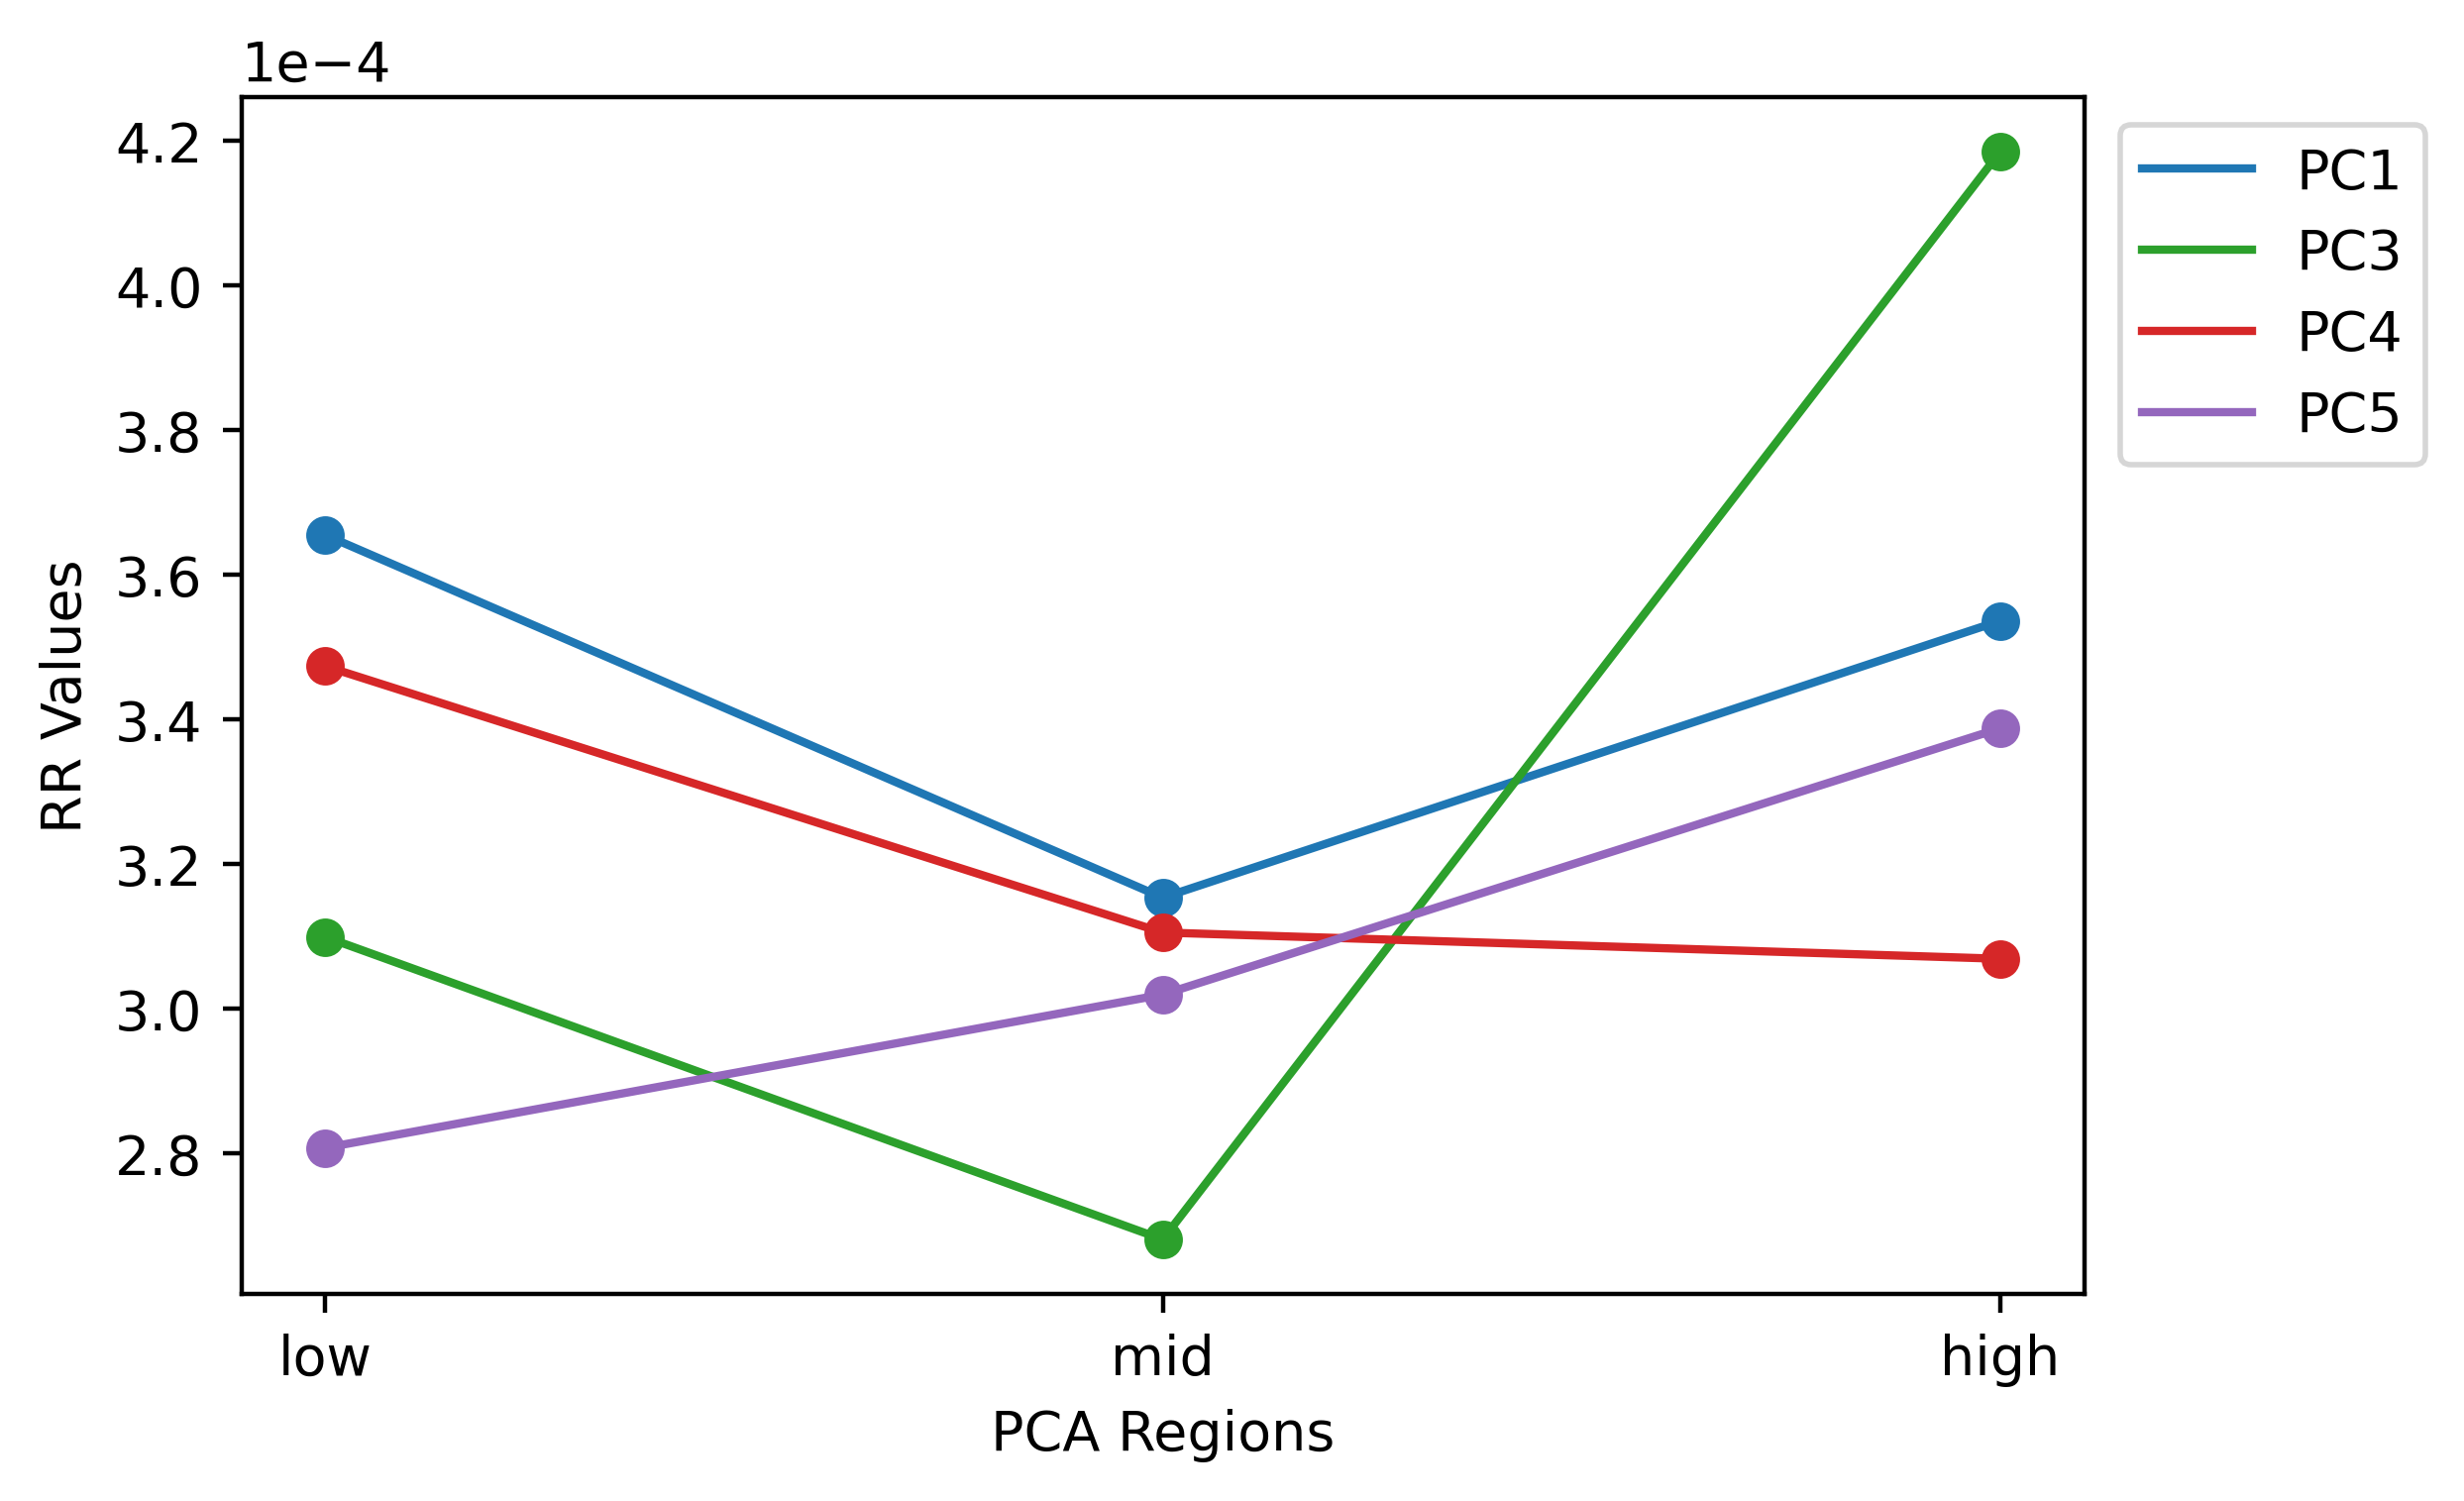 1e−4
4.2
4.0
3.8
3.6
3.4
3.2
3.0
2.8
RR Values
low
mid
high
PCA Regions
PC1
PC3
PC4
PC5